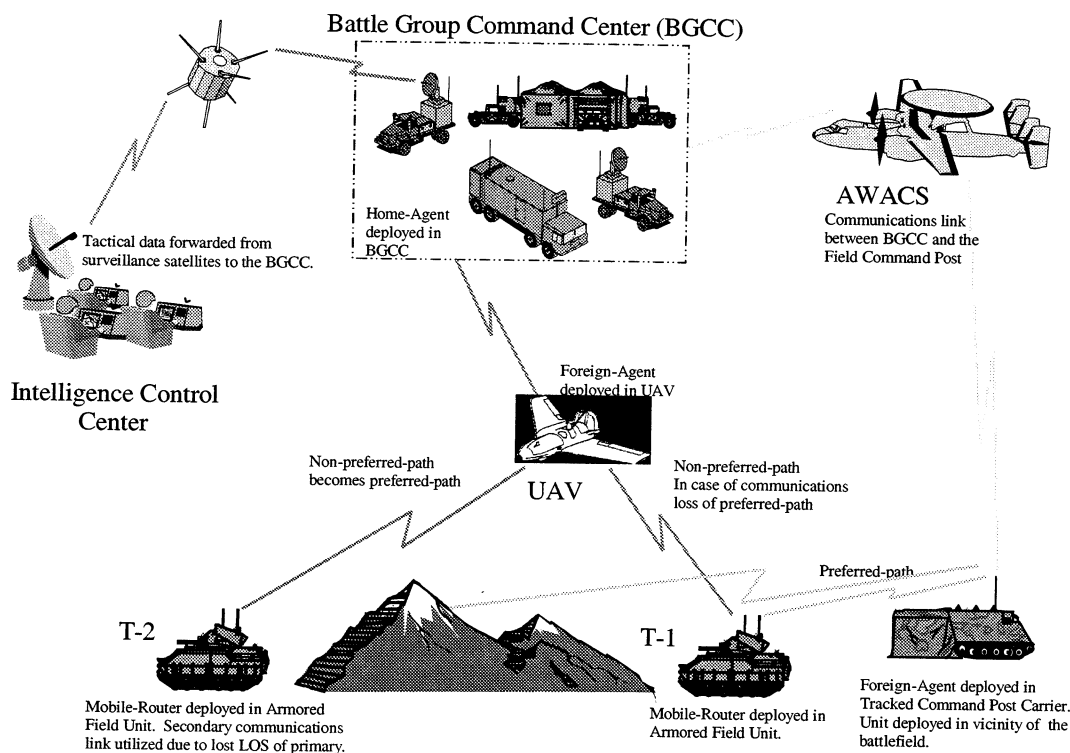 Battle Group Command Center (BGCC)
Home-Agent
deployed in
BGCC
AWACS
Communications link
between BGCC and the
Field Command Post
Tactical data forwarded from
surveillance satellites to the BGCC.
Intelligence Control
Center
Foreign-Agent
deployed in UAV
UAV
Non-preferred-path
becomes preferred-path
Non-preferred-path
In case of communications
loss of preferred-path
Preferred-path
T-2
T-1
Mobile-Router deployed in Armored
Field Unit. Secondary communications
link utilized due to lost LOS of primary.
Mobile-Router deployed in
Armored Field Unit.
Foreign-Agent deployed in
Tracked Command Post Carrier.
Unit deployed in vicinity of the
battlefield.